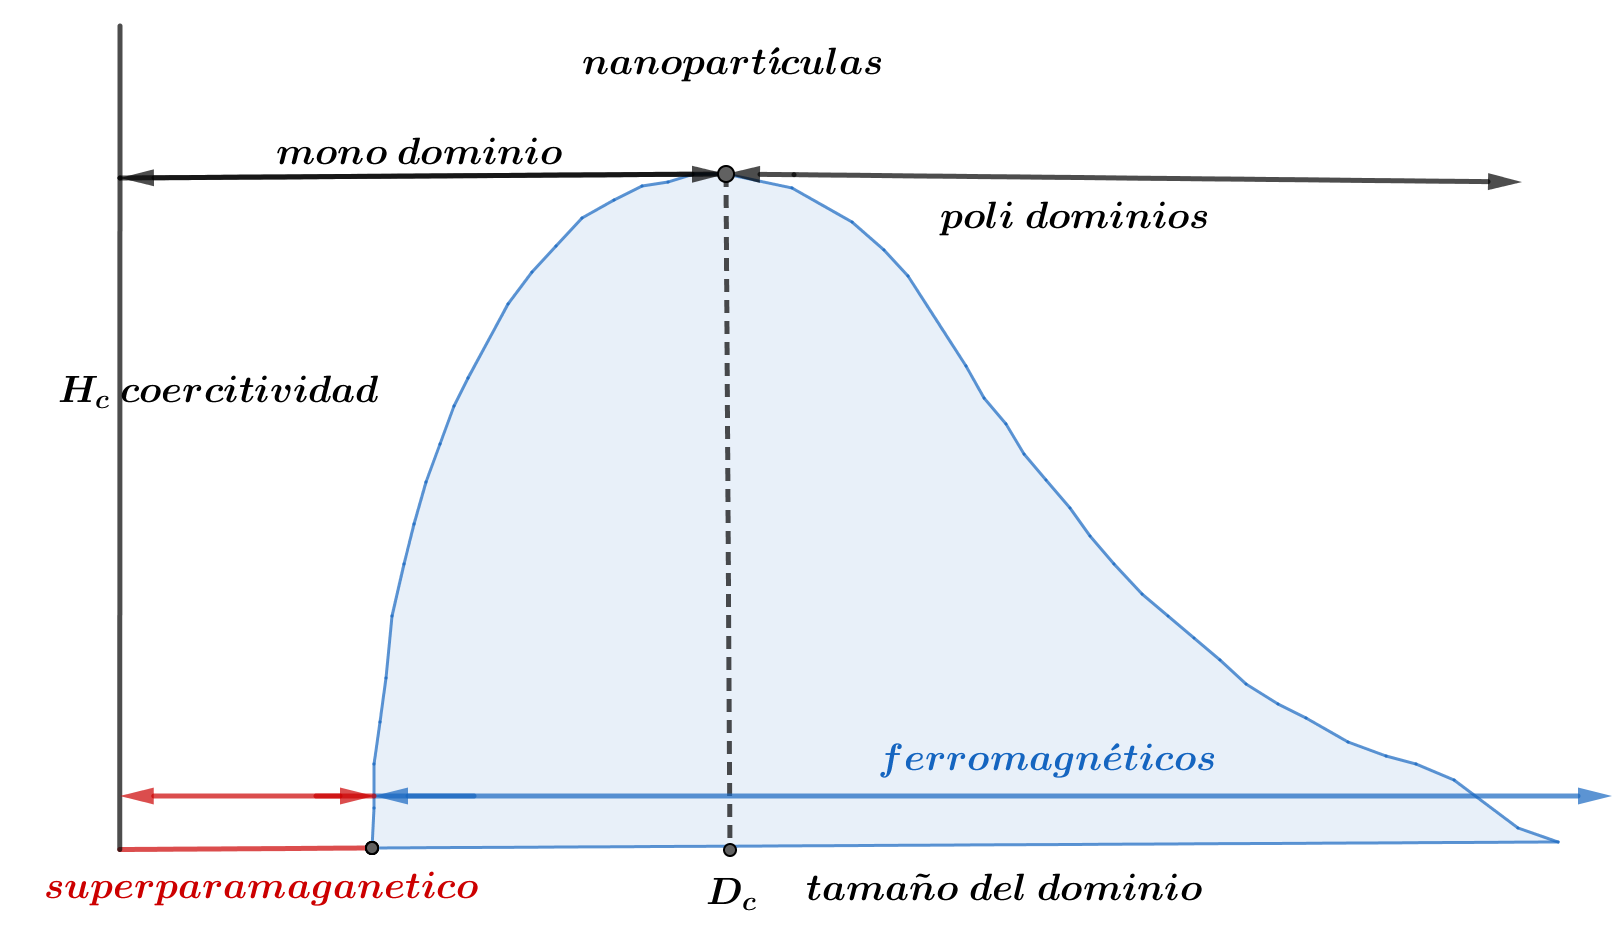 nanopartículas
mono dominio
poli dominios
H_c coercitividad
ferromagnéticos
superparamaganetico
D_c
tamaño del dominio